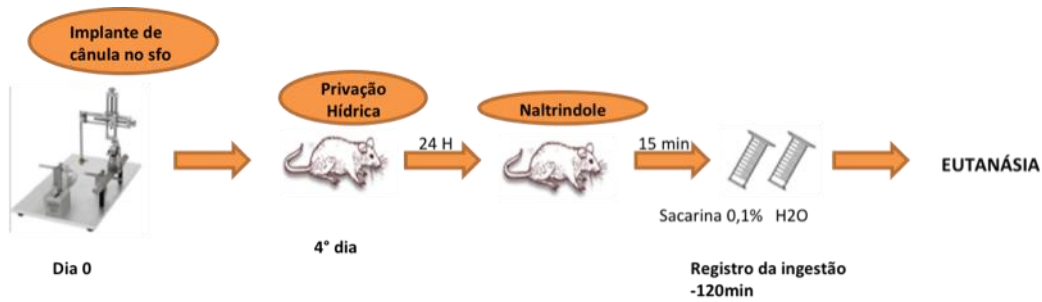 Implante de
cânula no sfo
Privação
Hídrica
24 H
Naltrindole
15 min
EUTANÁSIA
Sacarina 0,1% H2O
Dia 0
4° dia
Registro da ingestão
-120min